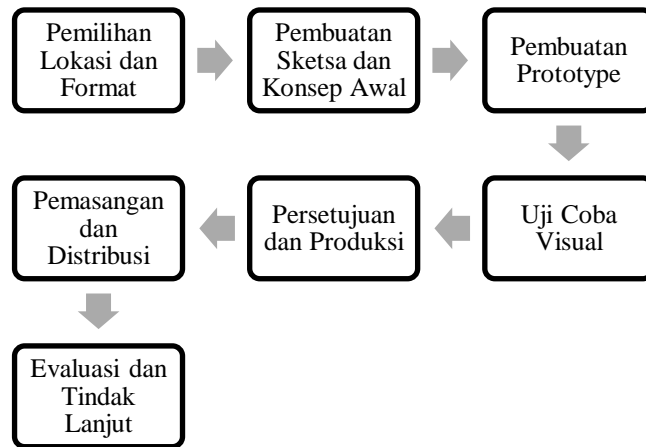 Pemilihan
Lokasi dan
Format
Pembuatan
Sketsa dan
Konsep Awal
Pembuatan
Prototype
Uji Coba
Visual
Persetujuan
dan Produksi
Pemasangan
dan
Distribusi
Evaluasi dan
Tindak
Lanjut